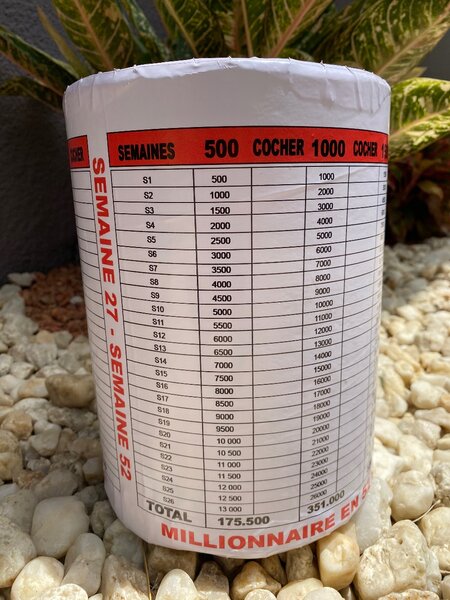 COCHER
SEMAINES 500 COCHER 1000 COCHER
S1 500 1000
S2 1000 2000
S3 1500 3000
S4 2000 4000
S5 2500 5000
S6 3000 6000
S7 3500 7000
S8 4000 8000
S9 4500 9000
S10 5000 10000
S11 5500 11000
S12 6000 12000
S13 6500 13000
S14 7000 14000
S15 7500 15000
S16 8000 16000
S17 8500 17000
S18 9000 18000
S19 9500 19000
S20 10 000 20000
S21 10 500 21000
S22 11 000 22000
S23 11 500 23000
S24 12 000 24000
S25 12 500 25000
S26 13 000 26000
TOTAL 175.500 351.000
MILLIONNAIRE EN
SEMAINE 27 - SEMAINE 52